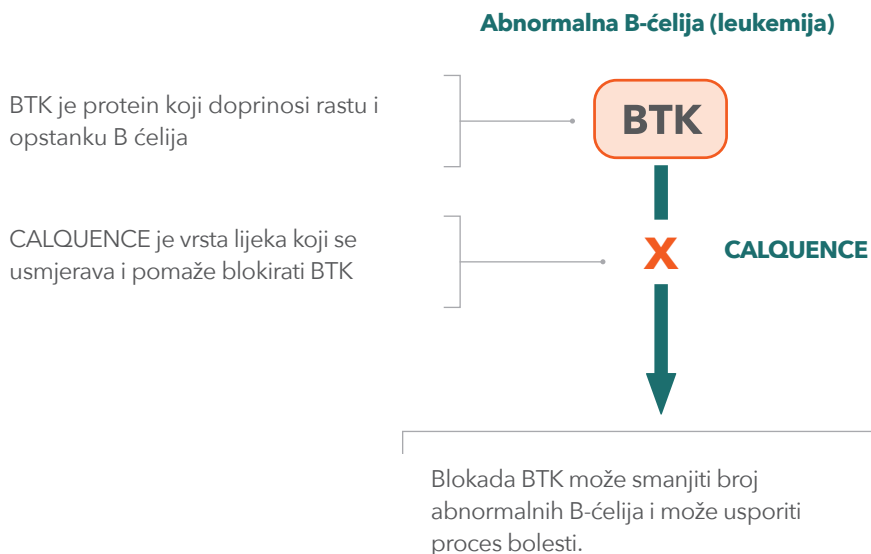 Abnormalna B-ćelija (leukemija)
BTK je protein koji doprinosi rastu i
opstanku B ćelija
BTK
CALQUENCE je vrsta lijeka koji se
usmjerava i pomaže blokirati BTK
X
CALQUENCE
Blokada BTK može smanjiti broj
abnormalnih B-ćelija i može usporiti
proces bolesti.